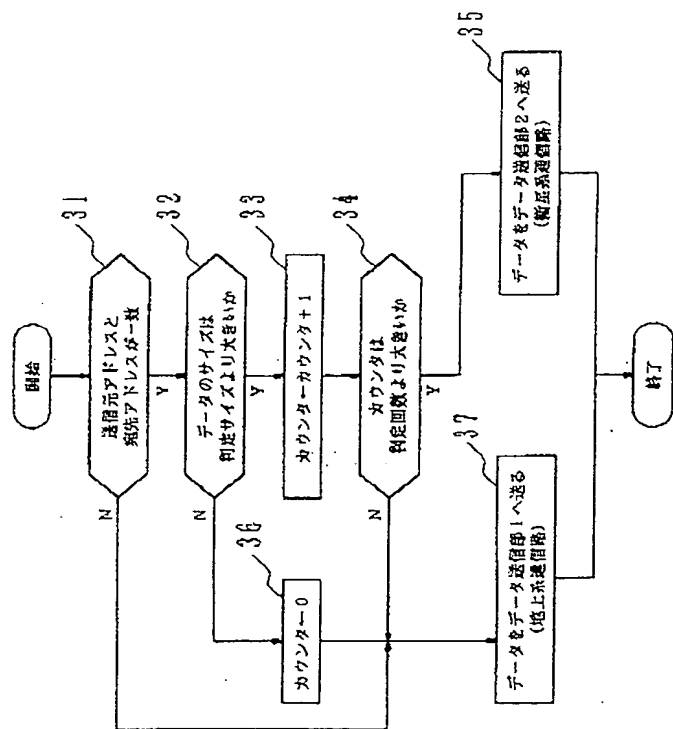 開始
31
送信元アドレスと
宛先アドレスが一致
N
Y
32
データのサイズは
判定サイズより大きいか
N
Y
33
カウンターカウンタ+1
36
カウンター0
34
カウンタは
判定回数より大きいか
N
Y
37
データをデータ送信部1へ送る
(地上系通信路)
35
データをデータ送信部2へ送る
(衛星系通信路)
終了